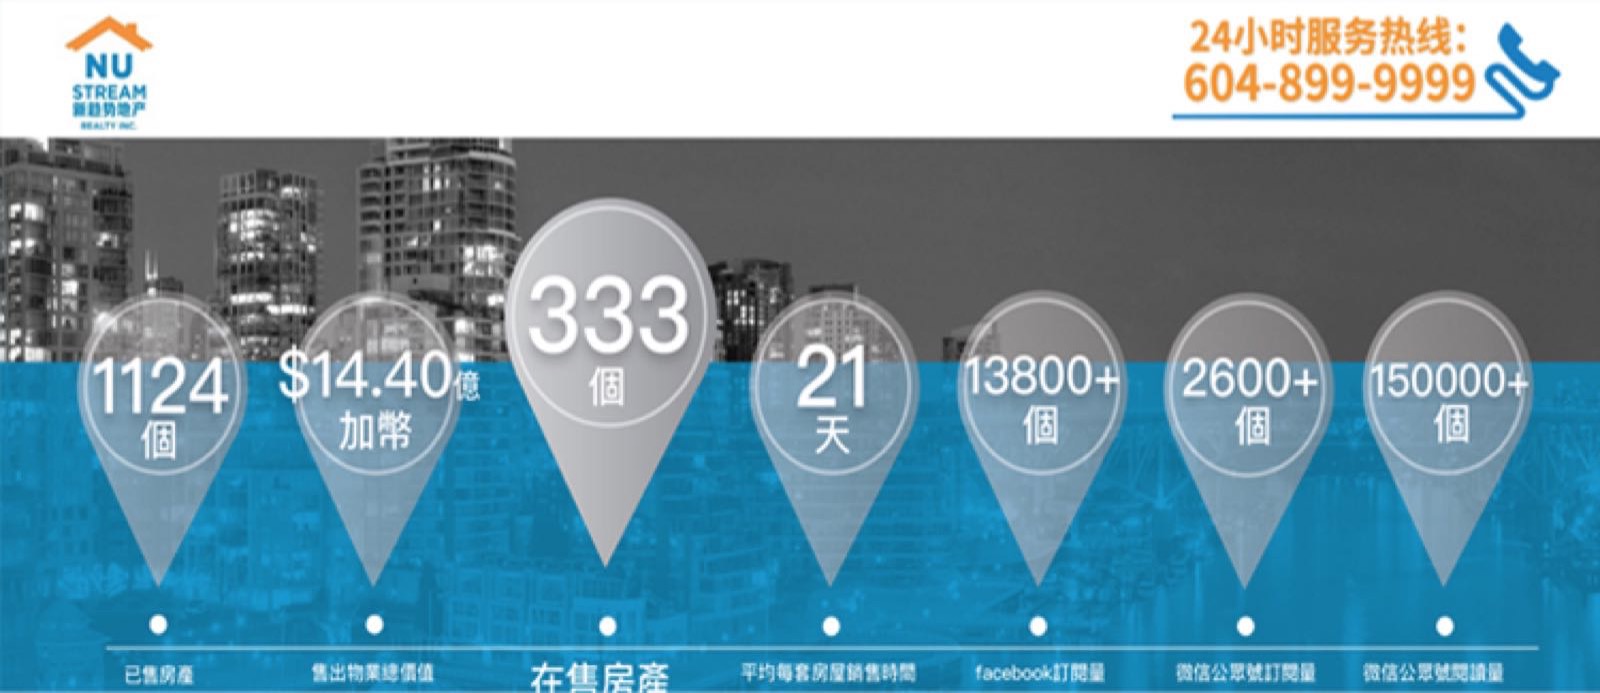 NU
STREAM
新趋势地产
REALTY INC.
24小时服务热线：
604-899-9999
1124
個
$14.40億
加幣
333
個
21
天
13800+
個
2600+
個
150000+
個
已售房產
售出物業總價值
在售房產
平均每套房屋銷售時間
facebook訂閱量
微信公眾號訂閱量
微信公眾號閱讀量